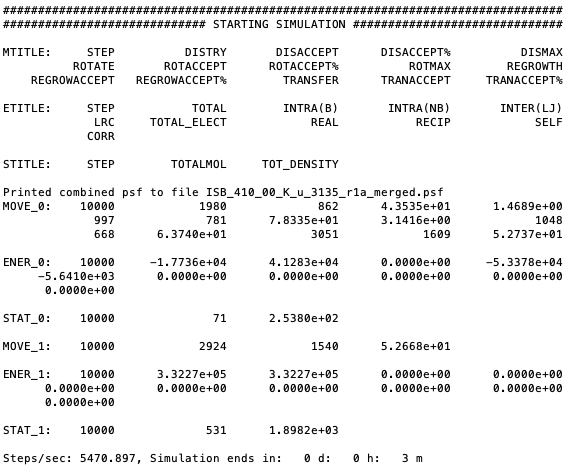 ################################################################################
############################# STARTING SIMULATION ##############################
MTITLE: STEP DISTRY DISACCEPT DISACCEPT% DISMAX
ROTATE ROTACCEPT ROTACCEPT% ROTMAX REGROWTH
REGROWACCEPT REGROWACCEPT% TRANSFER TRANACCEPT TRANACCEPT%
ETITLE: STEP TOTAL INTRA(B) INTRA(NB) INTER(LJ)
LRC TOTAL_ELECT REAL RECIP SELF
CORR
STITLE: STEP TOTALMOL TOT_DENSITY
Printed combined psf to file ISB_410_00_K_u_3135_r1a_merged.psf
MOVE_0: 10000 1980 862 4.3535e+01 1.4689e+00
997 781 7.8335e+01 3.1416e+00 1048
668 6.3740e+01 3051 1609 5.2737e+01
ENER_0: 10000 -1.7736e+04 4.1284e+04 0.0000e+00 -5.3378e+04
-5.6410e+03 0.0000e+00 0.0000e+00 0.0000e+00 0.0000e+00
0.0000e+00
STAT_0: 10000 71 2.5380e+02
MOVE_1: 10000 2924 1540 5.2668e+01
ENER_1: 10000 3.3227e+05 3.3227e+05 0.0000e+00 0.0000e+00
0.0000e+00 0.0000e+00 0.0000e+00 0.0000e+00 0.0000e+00
0.0000e+00
STAT_1: 10000 531 1.8982e+03
Steps/sec: 5470.897, Simulation ends in: 0 d: 0 h: 3 m